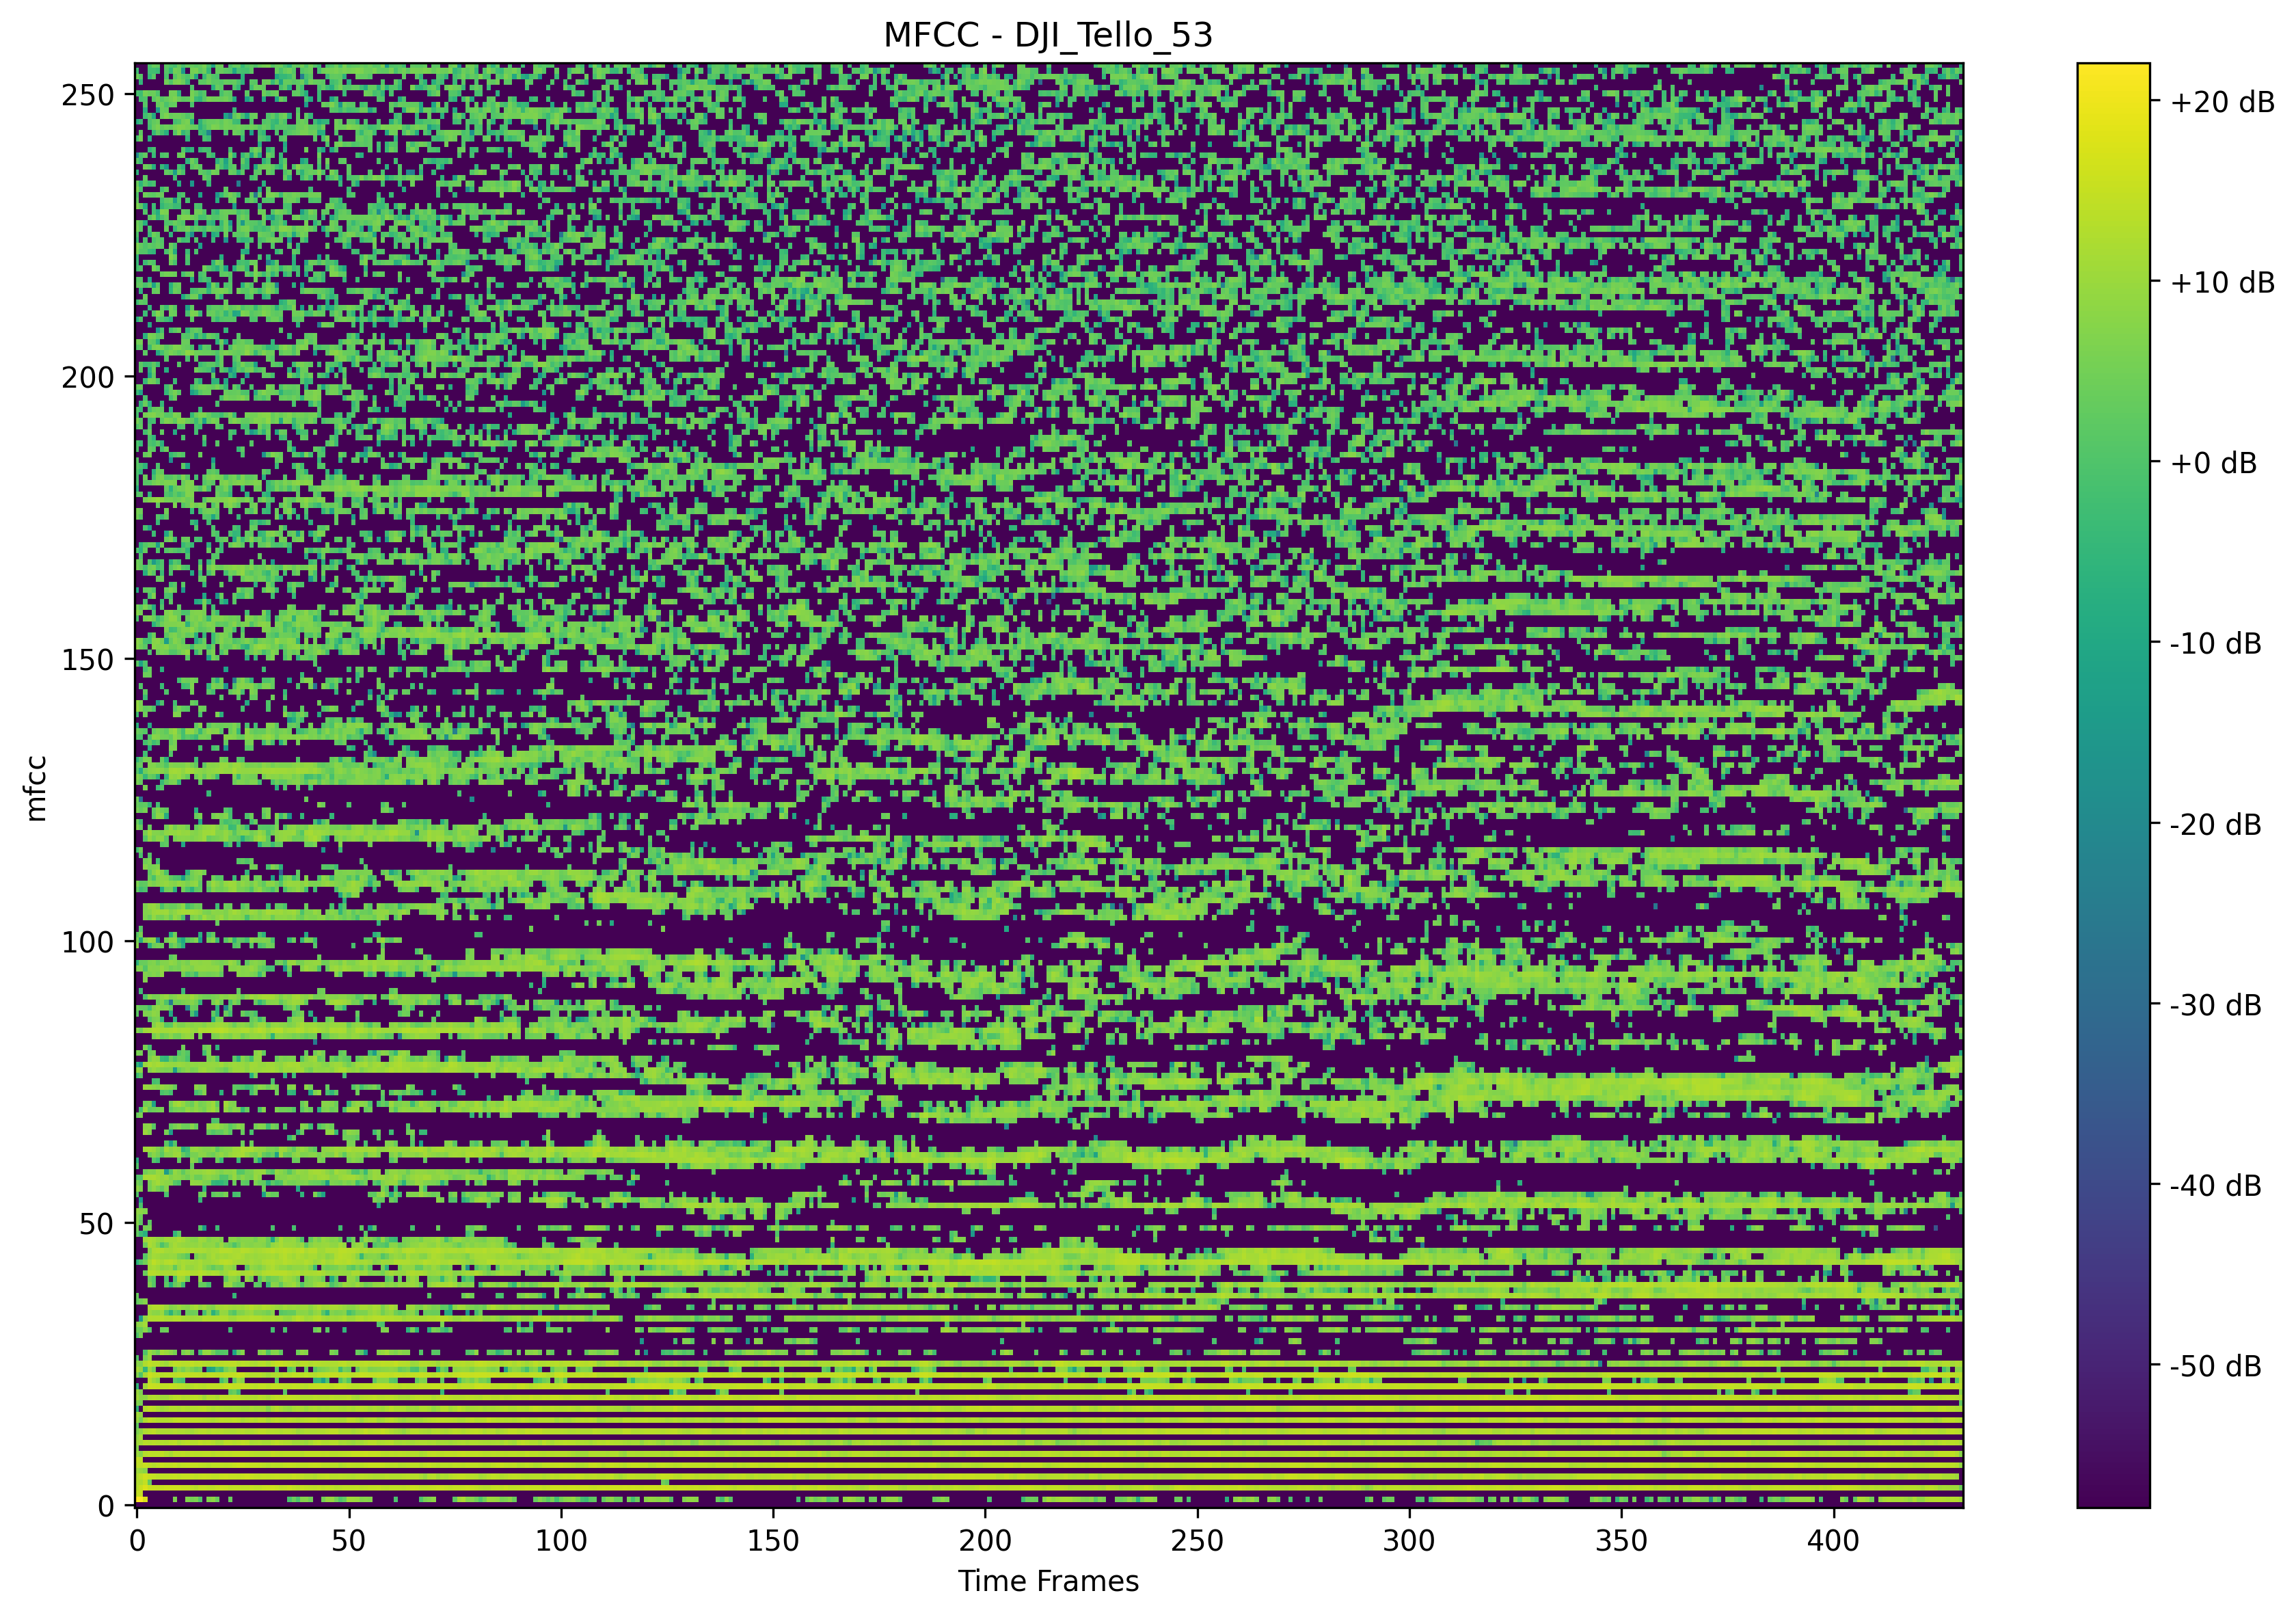 MFCC - DJI_Tello_53
mfcc
250
200
150
100
50
0
0 50 100 150 200 250 300 350 400
Time Frames
+20 dB
+10 dB
+0 dB
-10 dB
-20 dB
-30 dB
-40 dB
-50 dB